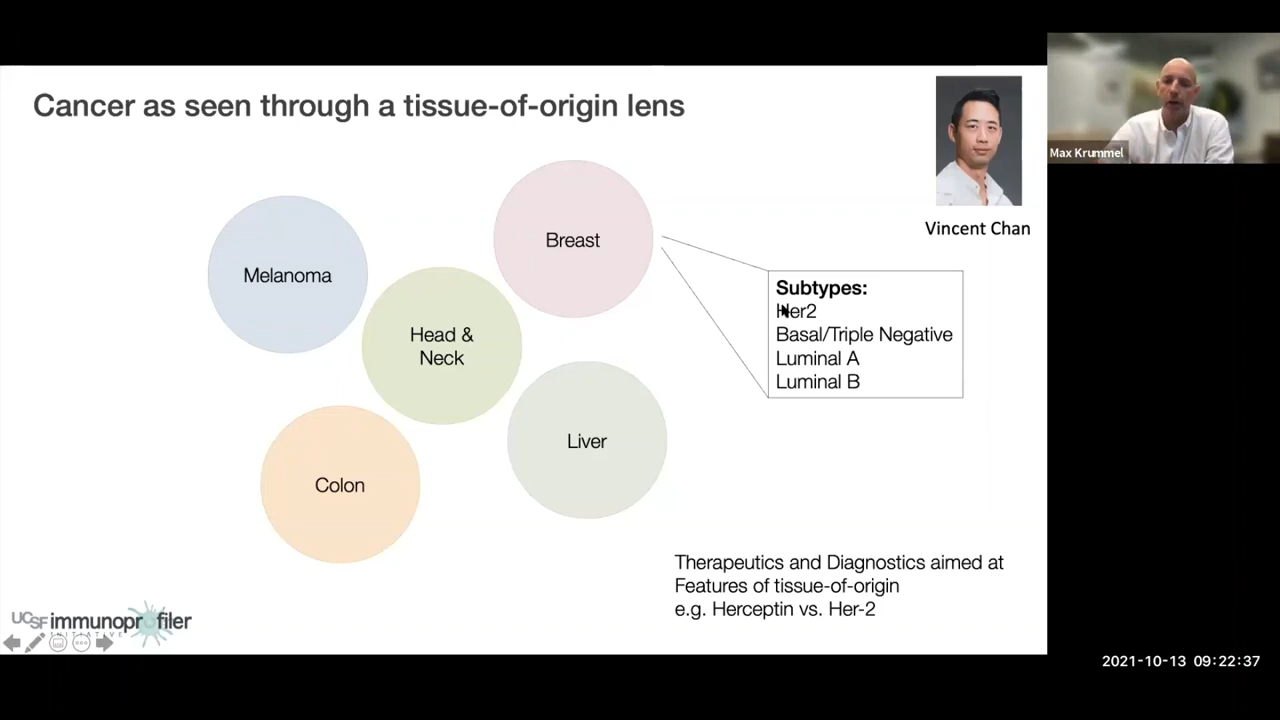 Cancer as seen through a tissue-of-origin lens
Max Krummel
Vincent Chan
Breast
Melanoma
Head &
Neck
Subtypes:
Her2
Basal/Triple Negative
Luminal A
Luminal B
Liver
Colon
Therapeutics and Diagnostics aimed at
Features of tissue-of-origin
e.g. Herceptin vs. Her-2
UCSF immunoprofiler
INITIATIVE
2021-10-13 09:22:37